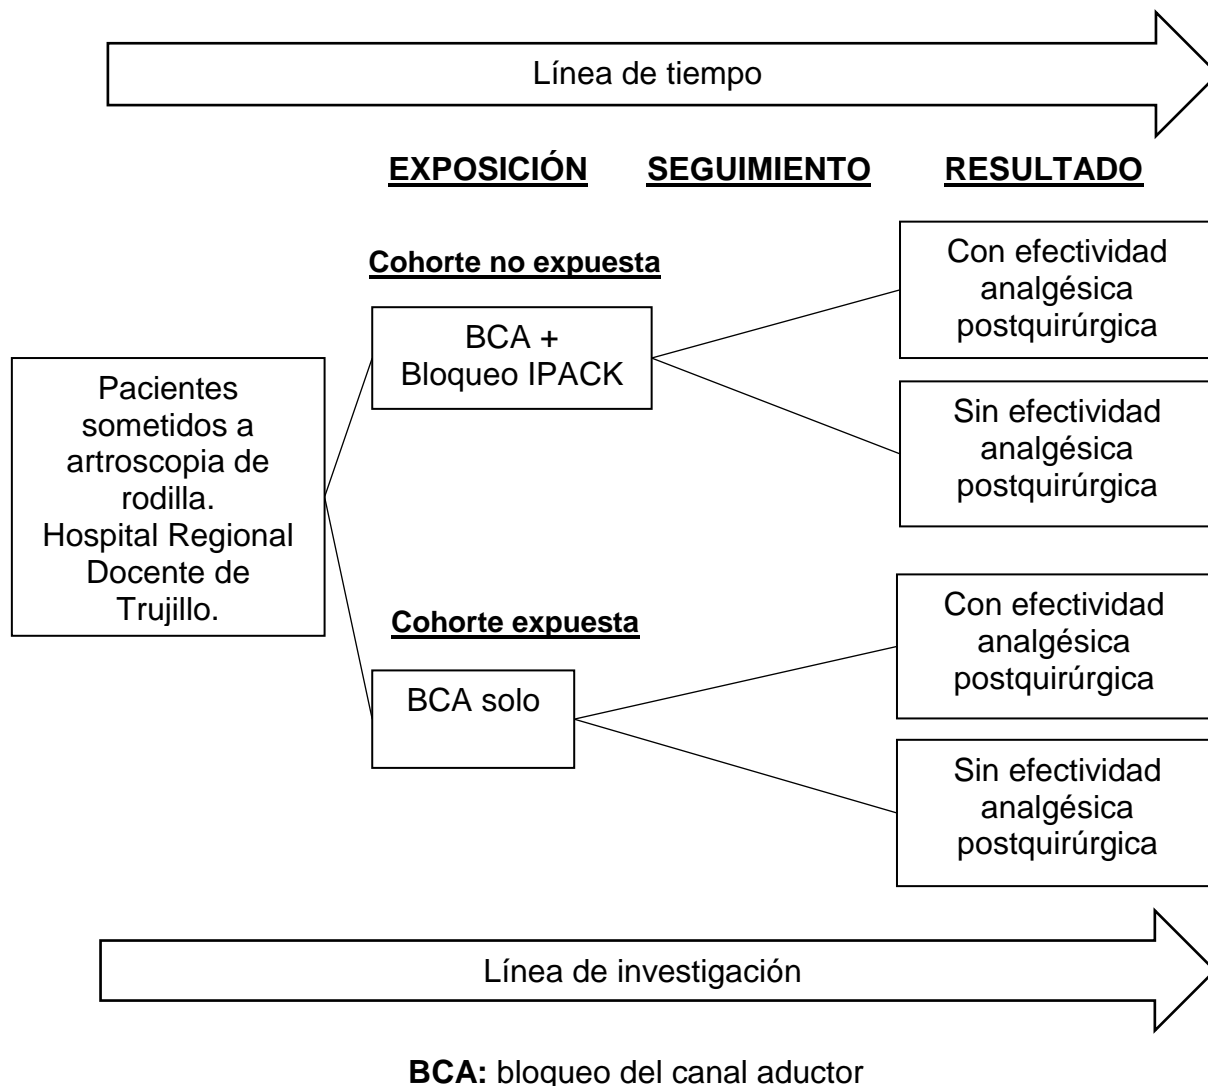 Línea de tiempo
EXPOSICIÓN SEGUIMIENTO RESULTADO
Cohorte no expuesta
Con efectividad
analgésica
postquirúrgica
BCA +
Bloqueo IPACK
Sin efectividad
analgésica
postquirúrgica
Pacientes
sometidos a
artroscopia de
rodilla.
Hospital Regional
Docente de
Trujillo.
Cohorte expuesta
BCA solo
Con efectividad
analgésica
postquirúrgica
Sin efectividad
analgésica
postquirúrgica
Línea de investigación
BCA: bloqueo del canal aductor